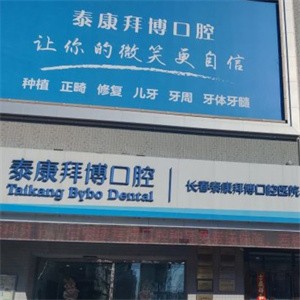 泰康拜博口腔
让你的微笑更自信
种植 正畸 修复 儿牙 牙周 牙体牙髓
泰康拜博口腔
Taikang Bybo Dental
长春泰康拜博口腔医院